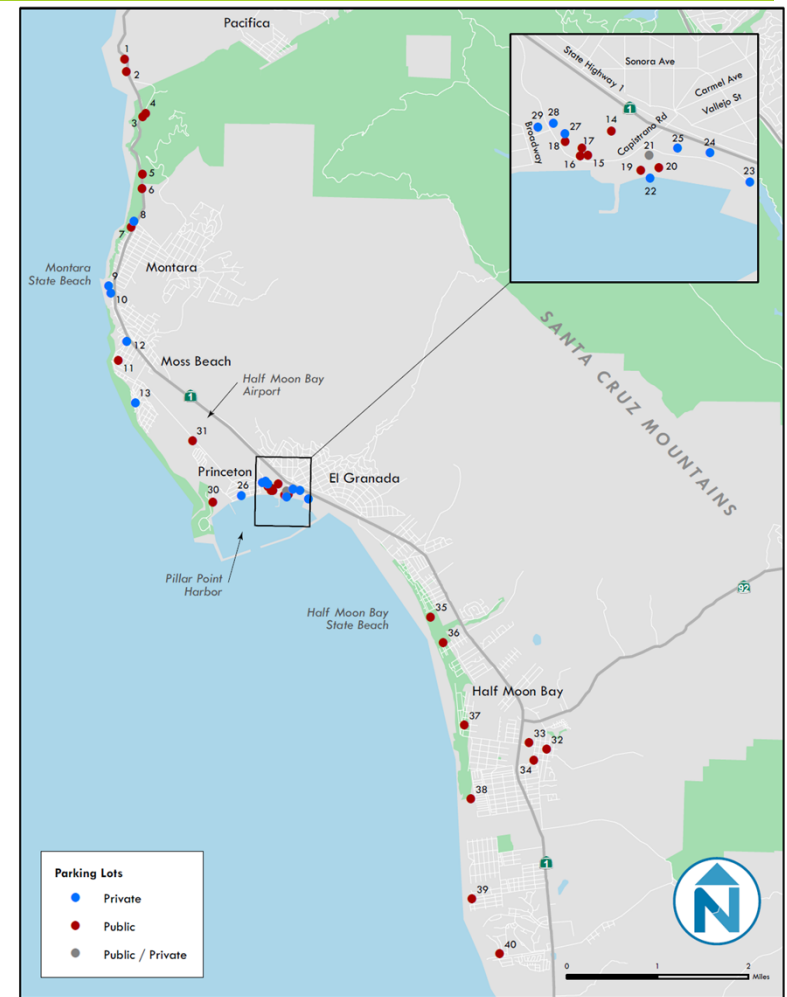 Pacifica
1
2
4
3
5
6
8
7
Montara
State Beach
Montara
9
10
12
11
Moss Beach
13
Half Moon Bay
Airport
1
31
Princeton
26
30
El Granada
Pillar Point
Harbor
Half Moon Bay
State Beach
35
36
Half Moon Bay
37
33
32
34
38
39
40
1
92
SANTA CRUZ MOUNTAINS
State Highway 1
Sonora Ave
Carmel Ave
Vallejo St
1
Capistrano Rd
Broadway
29
28
27
14
18
17
16
15
21
25
24
19
20
22
23
Parking Lots
Private
Public
Public / Private
N
0
1
2
Miles